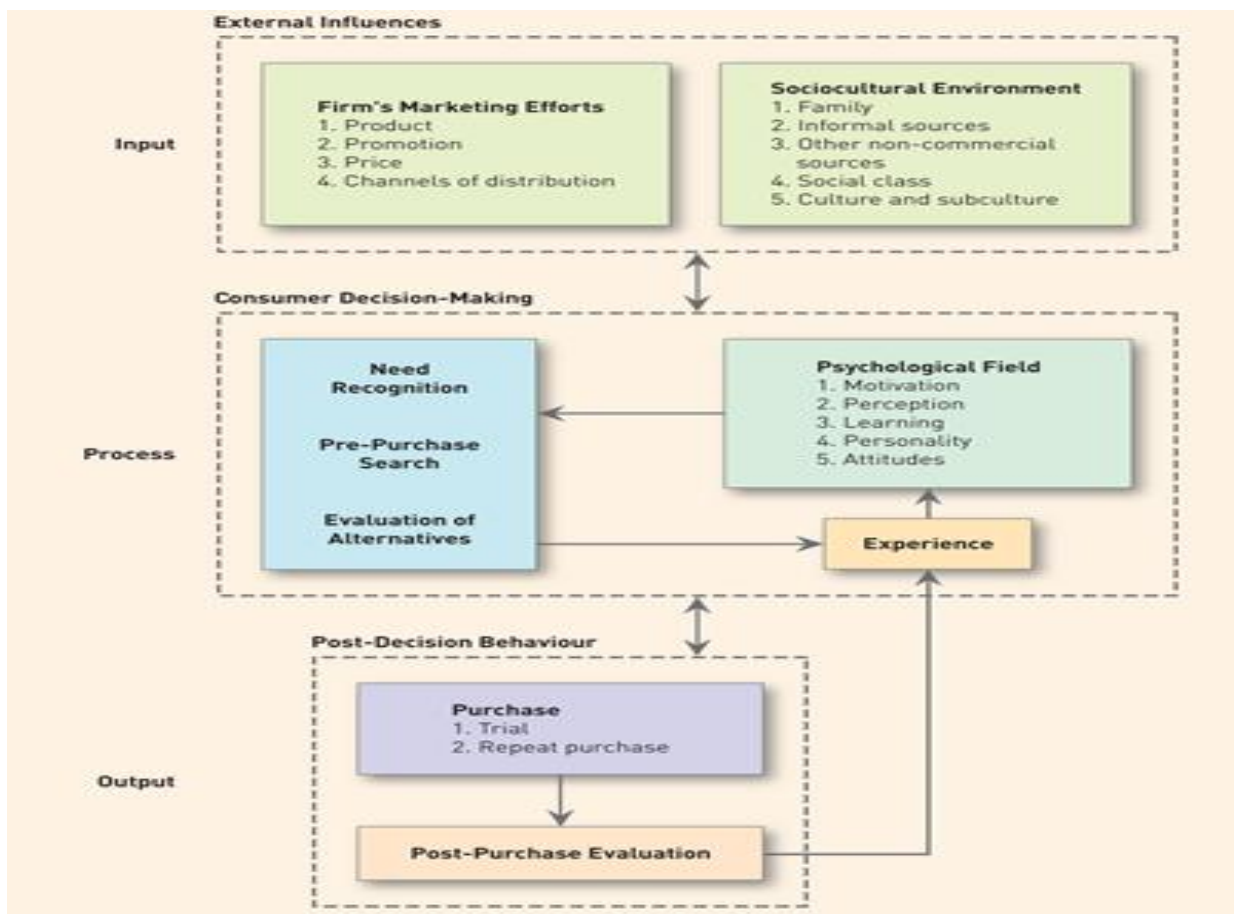 External Influences
Input
Firm's Marketing Efforts
1. Product
2. Promotion
3. Price
4. Channels of distribution
Sociocultural Environment
1. Family
2. Informal sources
3. Other non-commercial
sources
4. Social class
5. Culture and subculture
Consumer Decision-Making
Process
Need
Recognition
Pre-Purchase
Search
Evaluation of
Alternatives
Psychological Field
1. Motivation
2. Perception
3. Learning
4. Personality
5. Attitudes
Experience
Post-Decision Behaviour
Output
Purchase
1. Trial
2. Repeat purchase
Post-Purchase Evaluation